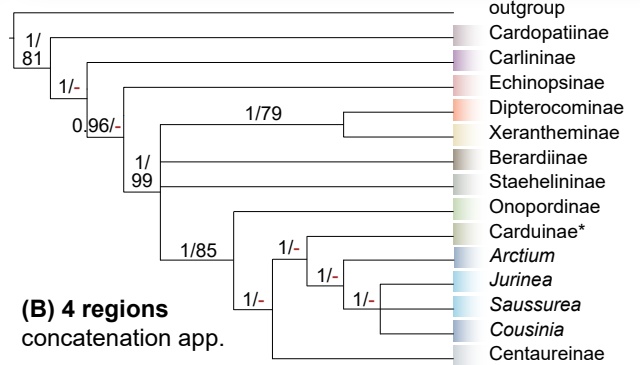 outgroup
1/
81
Cardopatiinae
Carlininae
1/-
Echinopsinae
0.96/-
1/79
Dipterocominae
Xerantheminae
1/
99
Berardiinae
Staehelininae
Onopordinae
1/85
Carduinae*
1/-
Arctium
1/-
Jurinea
1/-
1/-
Saussurea
(B) 4 regions
concatenation app.
Cousinia
Centaureinae